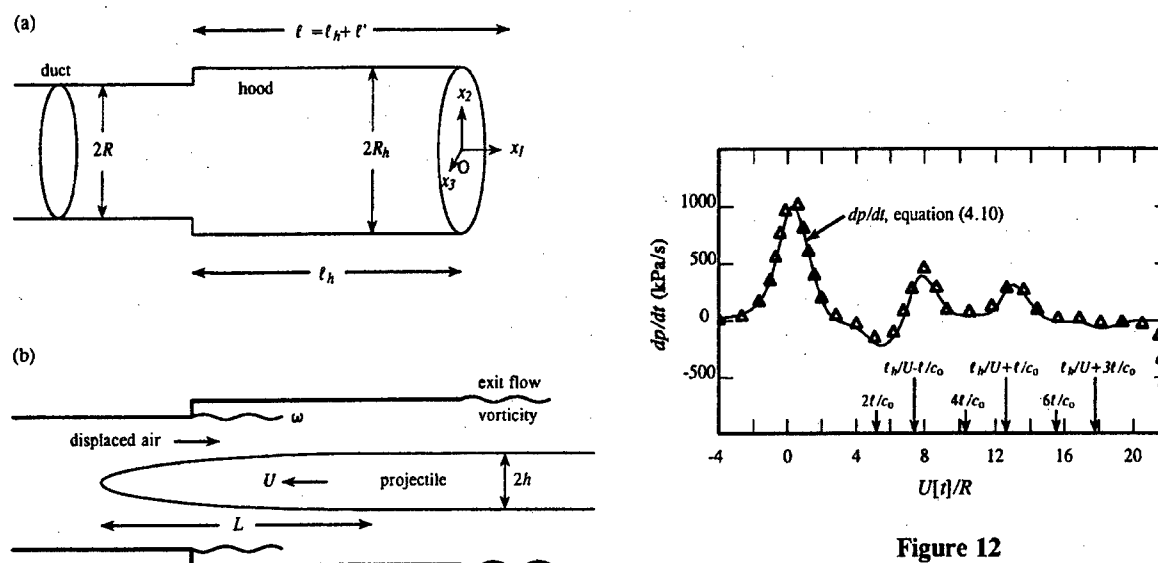 (a)
ℓ = ℓh + ℓ'
duct
hood
2R
2Rh
x2
x1
x3
O
ℓh
(b)
exit flow
vorticity
ω
displaced air
U
projectile
2h
L
dp/dt, equation (4.10)
dp/dt (kPa/s)
1000
500
0
-500
ℓh/U-ℓ/c0
ℓh/U+ℓ/c0
ℓh/U+3ℓ/c0
2ℓ/c0
4ℓ/c0
6ℓ/c0
-4
0
4
8
12
16
20
U[t]/R
Figure 12